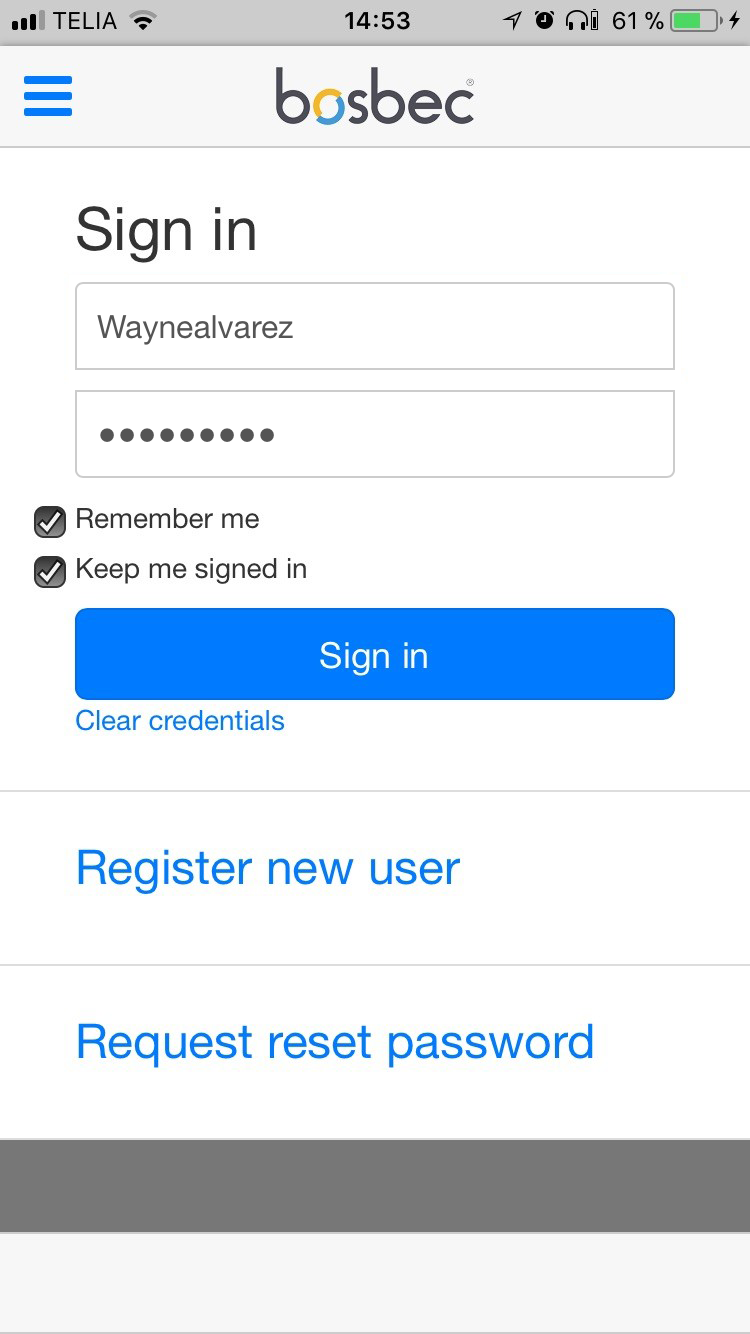 TELIA 14:53 61 %
bosbec®
Sign in
Waynealvarez
•••••••••
Remember me
Keep me signed in
Sign in
Clear credentials
Register new user
Request reset password